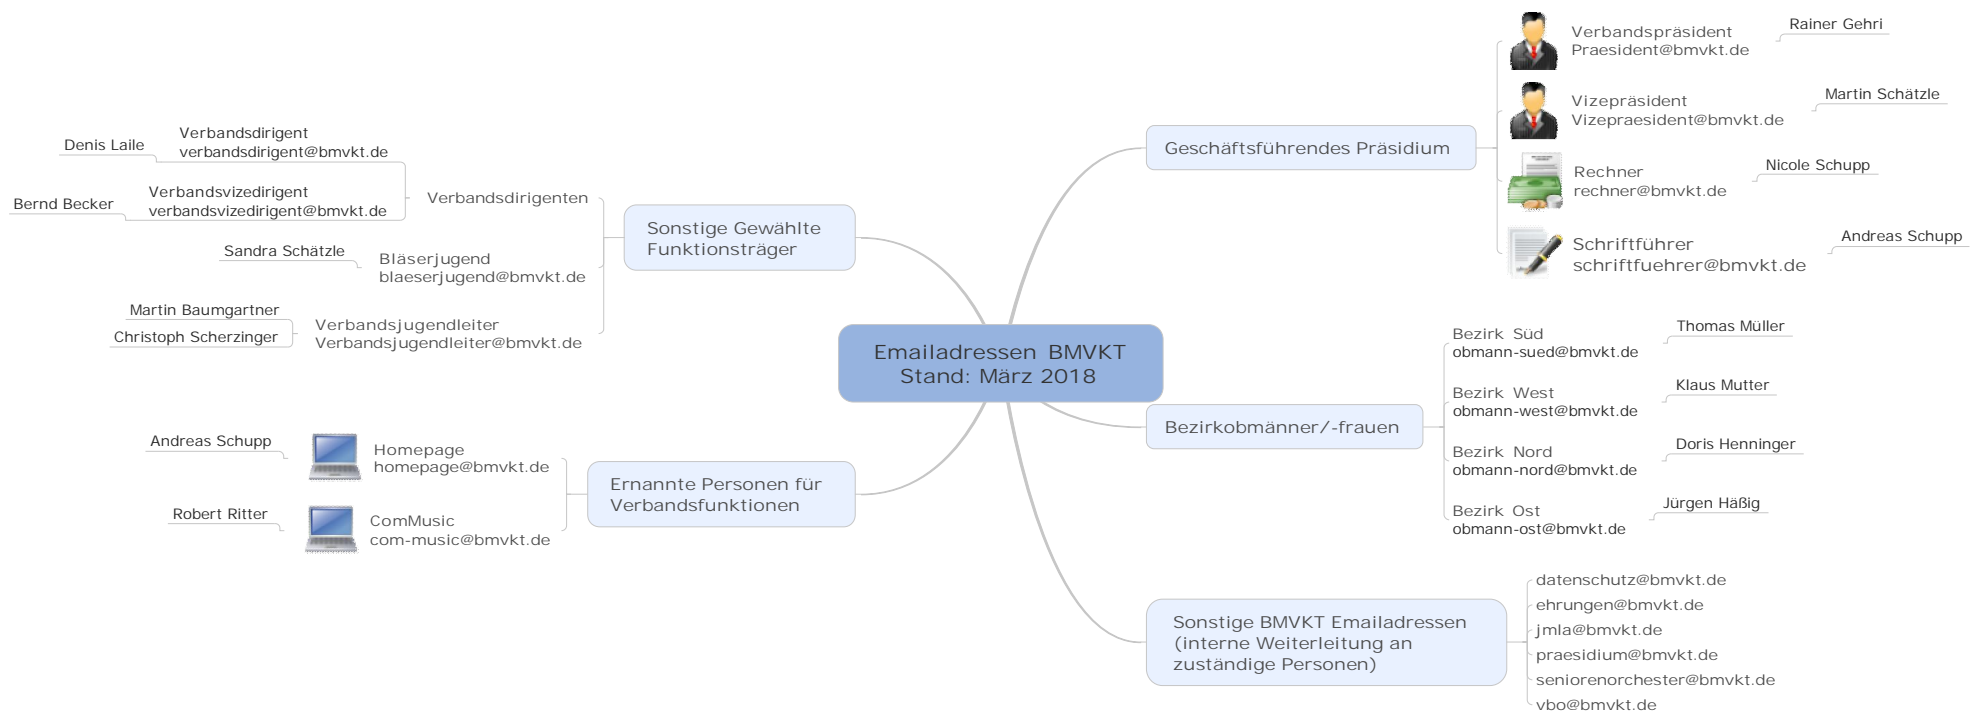 Emailadressen BMVKT
Stand: März 2018
Geschäftsführendes Präsidium
Verbandspräsident
Praesident@bmvkt.de
Rainer Gehri
Vizepräsident
Vizepraesident@bmvkt.de
Martin Schätzle
Rechner
rechner@bmvkt.de
Nicole Schupp
Schriftführer
schriftfuehrer@bmvkt.de
Andreas Schupp
Bezirkobmänner/-frauen
Bezirk Süd
obmann-sued@bmvkt.de
Thomas Müller
Bezirk West
obmann-west@bmvkt.de
Klaus Mutter
Bezirk Nord
obmann-nord@bmvkt.de
Doris Henninger
Bezirk Ost
obmann-ost@bmvkt.de
Jürgen Häßig
Sonstige BMVKT Emailadressen
(interne Weiterleitung an
zuständige Personen)
datenschutz@bmvkt.de
ehrungen@bmvkt.de
jmla@bmvkt.de
praesidium@bmvkt.de
seniorenorchester@bmvkt.de
vbo@bmvkt.de
Sonstige Gewählte
Funktionsträger
Verbandsdirigenten
Verbandsdirigent
verbandsdirigent@bmvkt.de
Denis Laile
Verbandsvizedirigent
verbandsvizedirigent@bmvkt.de
Bernd Becker
Bläserjugend
blaeserjugend@bmvkt.de
Sandra Schätzle
Verbandsjugendleiter
Verbandsjugendleiter@bmvkt.de
Martin Baumgartner
Christoph Scherzinger
Ernannte Personen für
Verbandsfunktionen
Homepage
homepage@bmvkt.de
Andreas Schupp
ComMusic
com-music@bmvkt.de
Robert Ritter